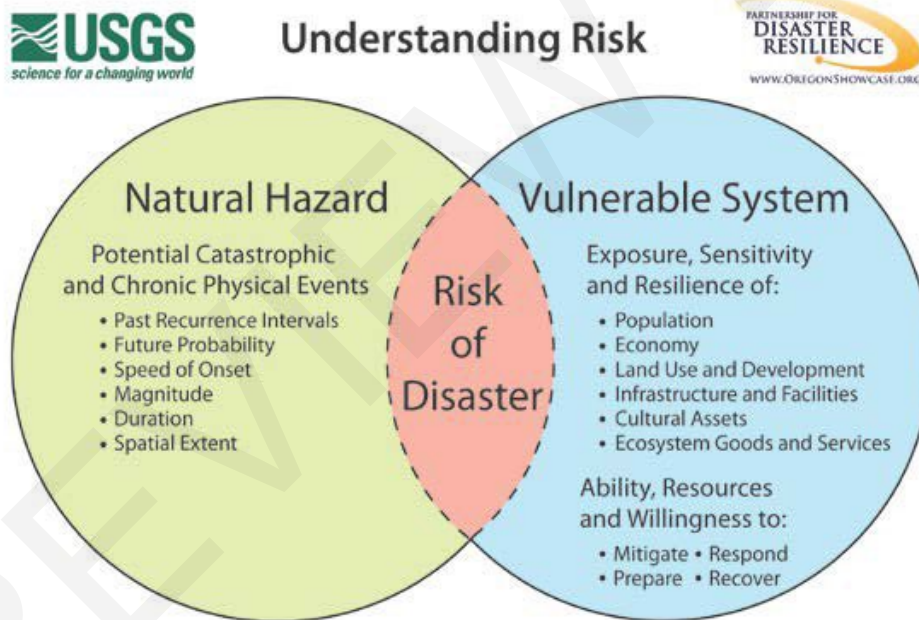 USGS
science for a changing world
Understanding Risk
PARTNERSHIP FOR
DISASTER
RESILIENCE
WWW.OREGONSHOWCASE.ORG
Natural Hazard
Potential Catastrophic
and Chronic Physical Events
• Past Recurrence Intervals
• Future Probability
• Speed of Onset
• Magnitude
• Duration
• Spatial Extent
Risk
of
Disaster
Vulnerable System
Exposure, Sensitivity
and Resilience of:
• Population
• Economy
• Land Use and Development
• Infrastructure and Facilities
• Cultural Assets
• Ecosystem Goods and Services
Ability, Resources
and Willingness to:
• Mitigate • Respond
• Prepare • Recover